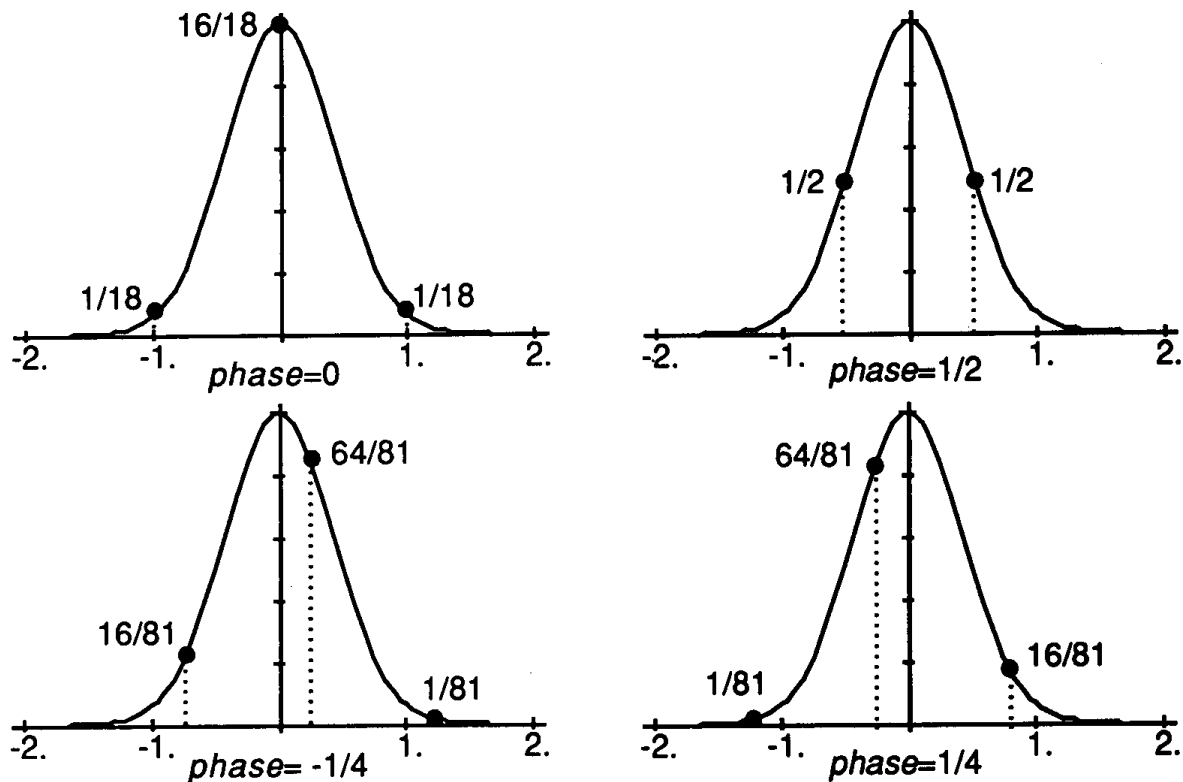 16/18
1/18 1/18
-2. -1. 1. 2.
phase=0
1/2 1/2
-2. -1. 1. 2.
phase=1/2
64/81
16/81
1/81
-2. -1. 1. 2.
phase= -1/4
64/81
16/81
1/81
-2. -1. 1. 2.
phase=1/4